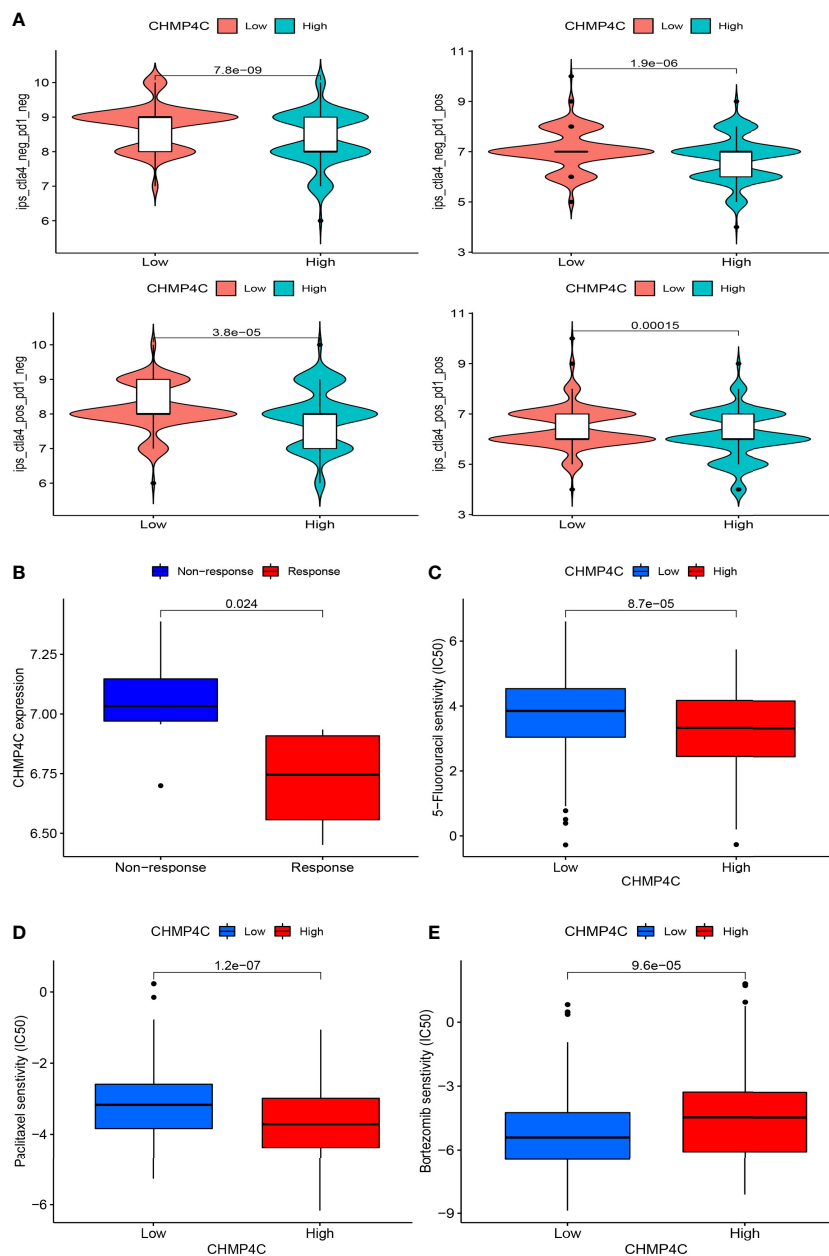 A
CHMP4C Low High
7.8e−09
ips_ctla4_neg_pd1_neg
10
9
8
7
6
Low High
CHMP4C Low High
1.9e−06
ips_ctla4_neg_pd1_pos
11
9
7
5
3
Low High
CHMP4C Low High
3.8e−05
ips_ctla4_pos_pd1_neg
10
9
8
7
6
Low High
CHMP4C Low High
0.00015
ips_ctla4_pos_pd1_pos
11
9
7
5
3
Low High
B
Non−response Response
0.024
CHMP4C expression
7.25
7.00
6.75
6.50
Non−response Response
C
CHMP4C Low High
8.7e−05
5−Fluorouracil senstivity (IC50)
6
4
2
0
Low High
CHMP4C
D
CHMP4C Low High
1.2e−07
Paclitaxel senstivity (IC50)
0
−2
−4
−6
Low High
CHMP4C
E
CHMP4C Low High
9.6e−05
Bortezomib senstivity (IC50)
0
−3
−6
−9
Low High
CHMP4C